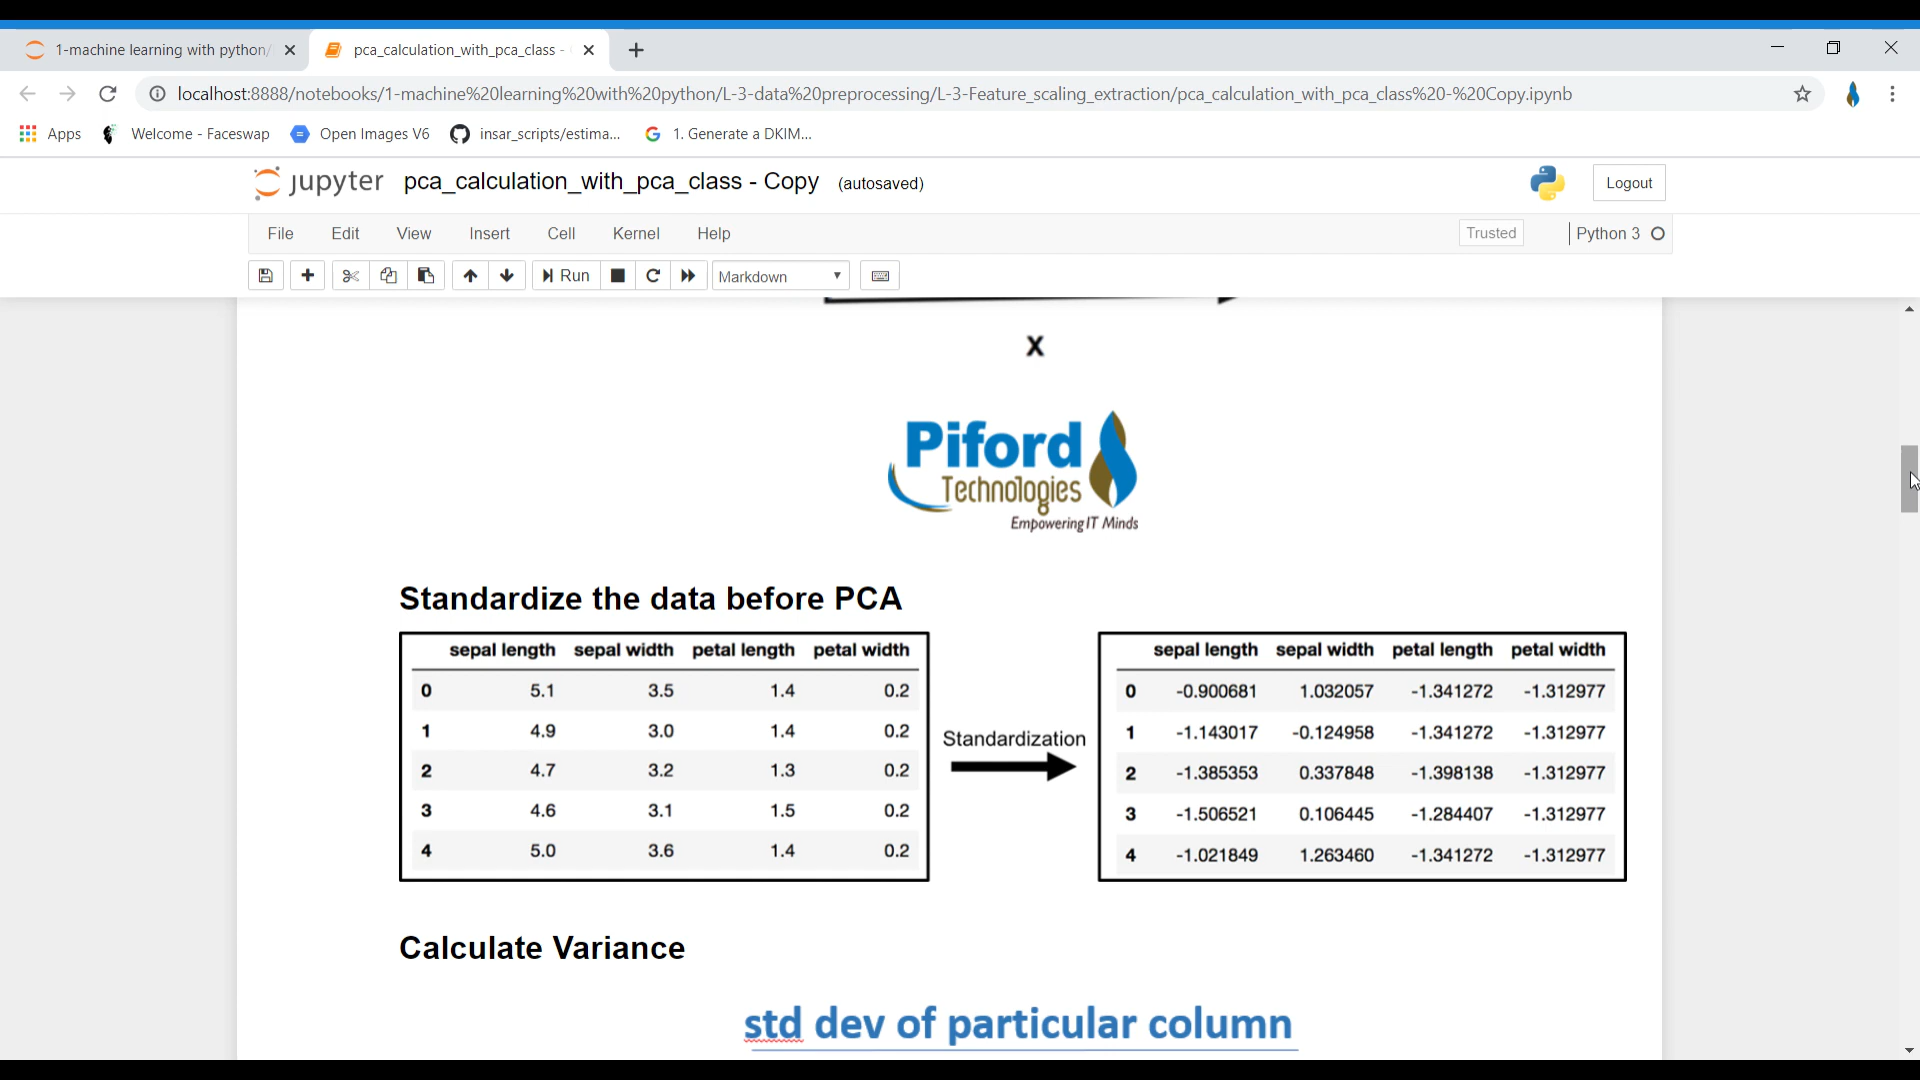 1-machine learning with python/
pca_calculation_with_pca_class -
localhost:8888/notebooks/1-machine%20learning%20with%20python/L-3-data%20preprocessing/L-3-Feature_scaling_extraction/pca_calculation_with_pca_class%20-%20Copy.ipynb
Apps Welcome - Faceswap Open Images V6 insar_scripts/estima... 1. Generate a DKIM...
jupyter pca_calculation_with_pca_class - Copy (autosaved) Logout
File Edit View Insert Cell Kernel Help Trusted Python 3
Run Markdown
X
Piford
Technologies
Empowering IT Minds
Standardize the data before PCA
sepal length sepal width petal length petal width
0 5.1 3.5 1.4 0.2
1 4.9 3.0 1.4 0.2
2 4.7 3.2 1.3 0.2
3 4.6 3.1 1.5 0.2
4 5.0 3.6 1.4 0.2
Standardization
sepal length sepal width petal length petal width
0 -0.900681 1.032057 -1.341272 -1.312977
1 -1.143017 -0.124958 -1.341272 -1.312977
2 -1.385353 0.337848 -1.398138 -1.312977
3 -1.506521 0.106445 -1.284407 -1.312977
4 -1.021849 1.263460 -1.341272 -1.312977
Calculate Variance
std dev of particular column